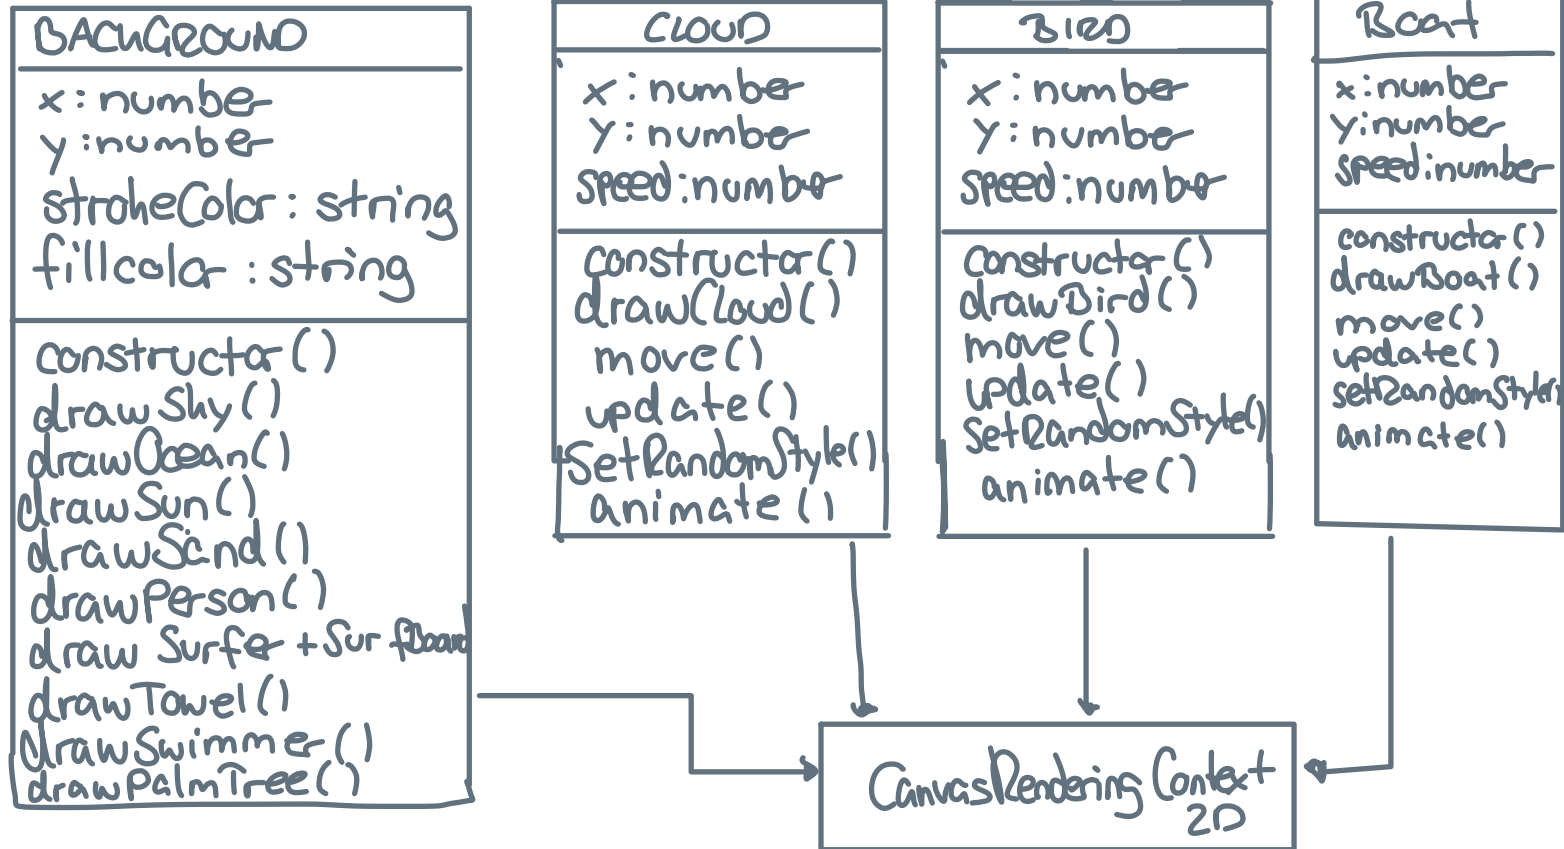 BACKGROUND
x: number
y: number
strokeColor: string
fillcolor: string
constructor()
drawSky()
drawOcean()
drawSun()
drawSand()
drawPerson()
draw Surfer + SurfBoard
drawTowel()
drawSwimmer()
drawPalmTree()
CLOUD
x: number
y: number
speed: number
constructor()
drawCloud()
move()
update()
SetRandomStyle()
animate()
BIRD
x: number
y: number
speed: number
constructor()
drawBird()
move()
update()
SetRandomStyle()
animate()
Boat
x: number
y: number
speed: number
constructor()
drawBoat()
move()
update()
setRandomStyle()
animate()
CanvasRendering Context
2D